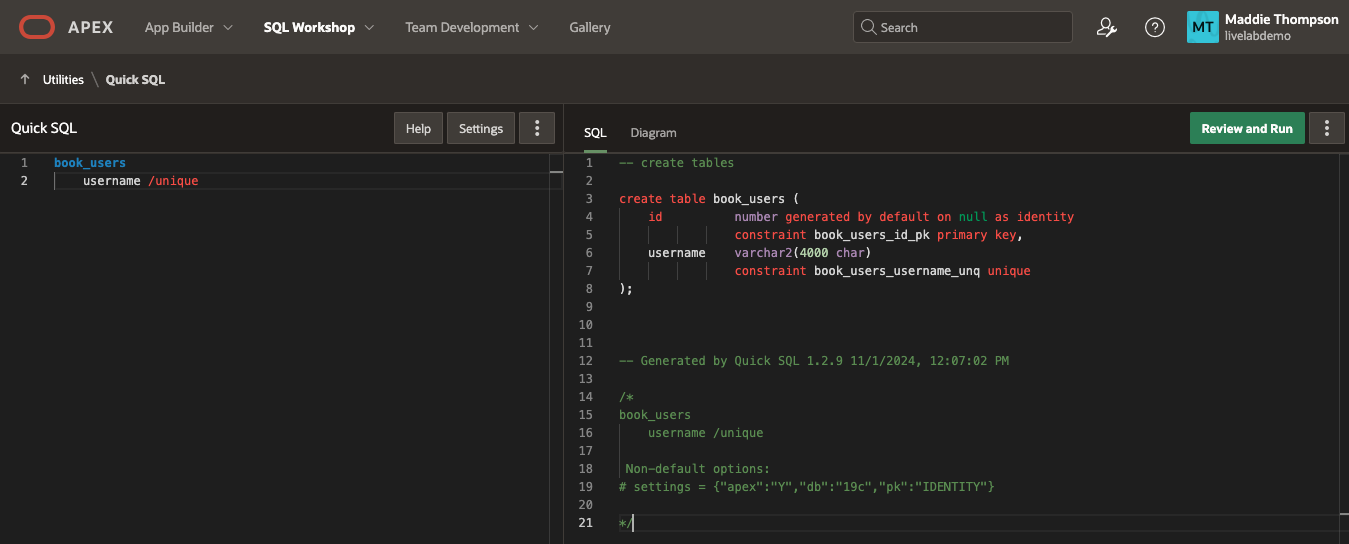 APEX App Builder SQL Workshop Team Development Gallery Search MT Maddie Thompson
livelabdemo
Utilities \ Quick SQL
Quick SQL Help Settings SQL Diagram Review and Run
1 book_users
2 username /unique
1 -- create tables
2
3 create table book_users (
4 id number generated by default on null as identity
5 constraint book_users_id_pk primary key,
6 username varchar2(4000 char)
7 constraint book_users_username_unq unique
8 );
9
10
11
12 -- Generated by Quick SQL 1.2.9 11/1/2024, 12:07:02 PM
13
14 /*
15 book_users
16 username /unique
17
18 Non-default options:
19 # settings = {"apex":"Y","db":"19c","pk":"IDENTITY"}
20
21 */